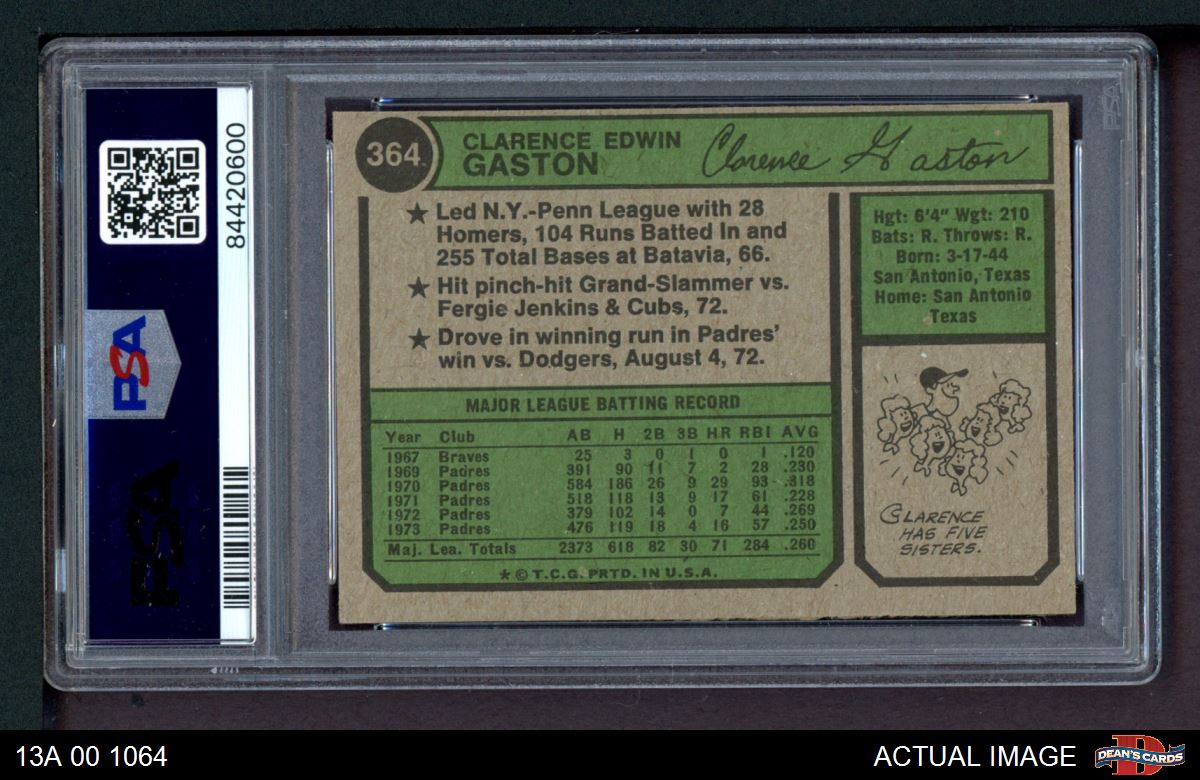 84420600
PSA
PSA
PSA
364
CLARENCE EDWIN
GASTON
Clarence Gaston
★ Led N.Y.-Penn League with 28
Homers, 104 Runs Batted In and
255 Total Bases at Batavia, 66.
★ Hit pinch-hit Grand-Slammer vs.
Fergie Jenkins & Cubs, 72.
★ Drove in winning run in Padres'
win vs. Dodgers, August 4, 72.
Hgt: 6'4" Wgt: 210
Bats: R. Throws: R.
Born: 3-17-44
San Antonio, Texas
Home: San Antonio
Texas
MAJOR LEAGUE BATTING RECORD
Year Club AB H 2B 3B HR RBI AVG
1967 Braves 25 3 0 1 0 1 .120
1969 Padres 391 90 11 7 2 28 .230
1970 Padres 584 186 26 9 29 93 .318
1971 Padres 518 118 13 9 17 61 .228
1972 Padres 379 102 14 0 7 44 .269
1973 Padres 476 119 18 4 16 57 .250
Maj. Lea. Totals 2373 618 82 30 71 284 .260
★ © T.C.G. PRTD. IN U.S.A.
CLARENCE
HAS FIVE
SISTERS.
13A 00 1064
ACTUAL IMAGE
DEAN'S CARDS